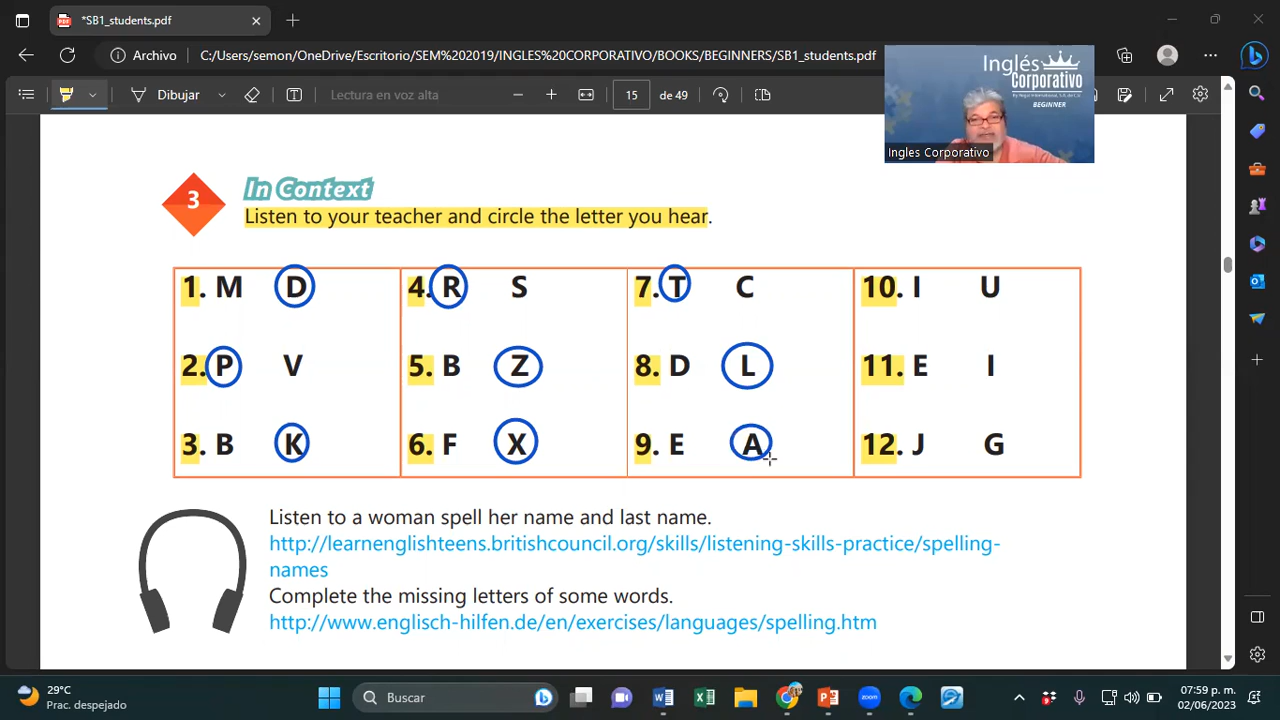 *SB1_students.pdf
Archivo
C:/Users/semon/OneDrive/Escritorio/SEM%202019/INGLES%20CORPORATIVO/BOOKS/BEGINNERS/SB1_students.pdf
Dibujar
Lectura en voz alta
15 de 49
Inglés
Corporativo
BEGINNER
Ingles Corporativo
3
In Context
Listen to your teacher and circle the letter you hear.
1. M D
4. R S
7. T C
10. I U
2. P V
5. B Z
8. D L
11. E I
3. B K
6. F X
9. E A
12. J G
Listen to a woman spell her name and last name.
http://learnenglishteens.britishcouncil.org/skills/listening-skills-practice/spelling-
names
Complete the missing letters of some words.
http://www.englisch-hilfen.de/en/exercises/languages/spelling.htm
29°C
Prac. despejado
Buscar
07:59 p. m.
02/06/2023